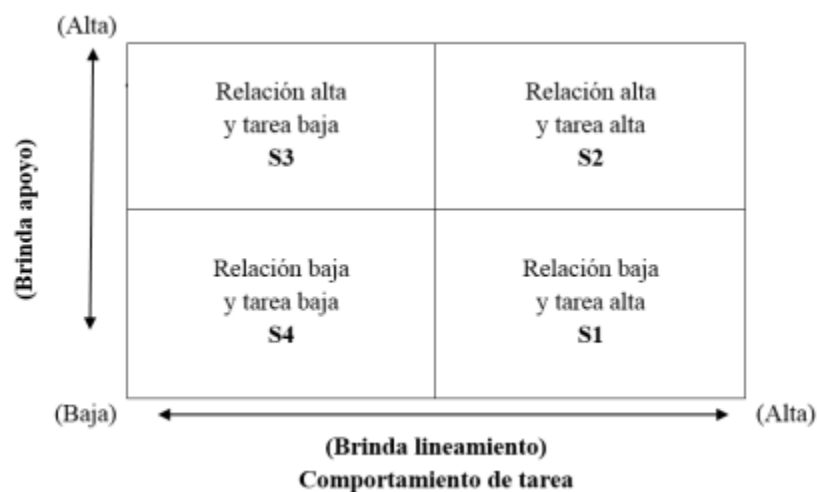 (Alta)
Relación alta
y tarea baja
S3
Relación alta
y tarea alta
S2
(Brinda apoyo)
Relación baja
y tarea baja
S4
Relación baja
y tarea alta
S1
(Baja)
(Alta)
(Brinda lineamiento)
Comportamiento de tarea